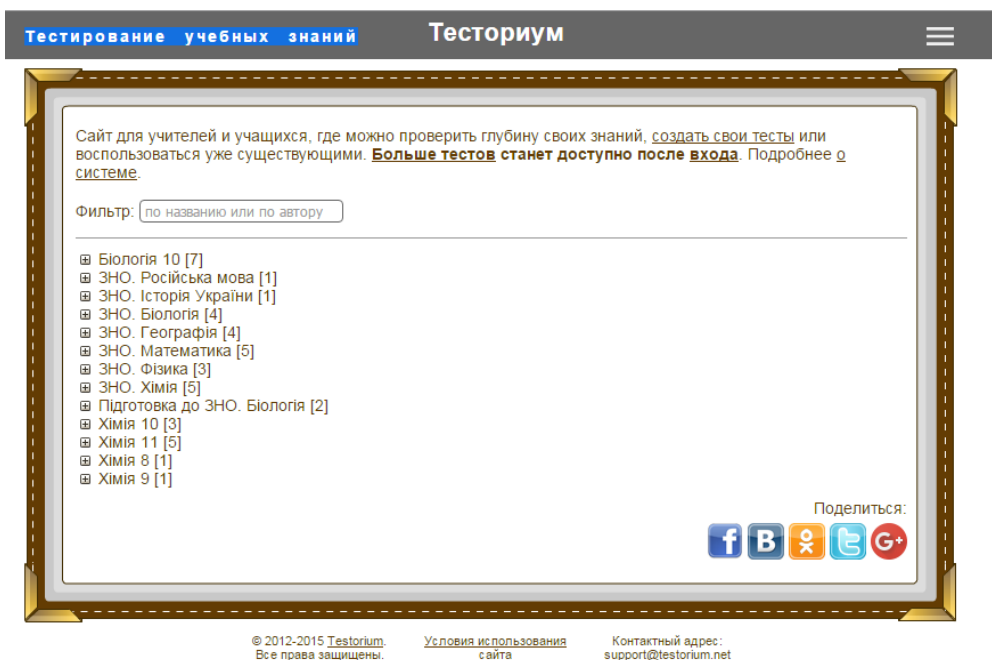 Тестирование учебных знаний
Тесториум
Сайт для учителей и учащихся, где можно проверить глубину своих знаний, создать свои тесты или
воспользоваться уже существующими. Больше тестов станет доступно после входа. Подробнее о
системе.
Фильтр: по названию или по автору
Біологія 10 [7]
ЗНО. Російська мова [1]
ЗНО. Історія України [1]
ЗНО. Біологія [4]
ЗНО. Географія [4]
ЗНО. Математика [5]
ЗНО. Фізика [3]
ЗНО. Хімія [5]
Підготовка до ЗНО. Біологія [2]
Хімія 10 [3]
Хімія 11 [5]
Хімія 8 [1]
Хімія 9 [1]
Поделиться:
f B t G+
© 2012-2015 Testorium.
Все права защищены.
Условия использования
сайта
Контактный адрес:
support@testorium.net